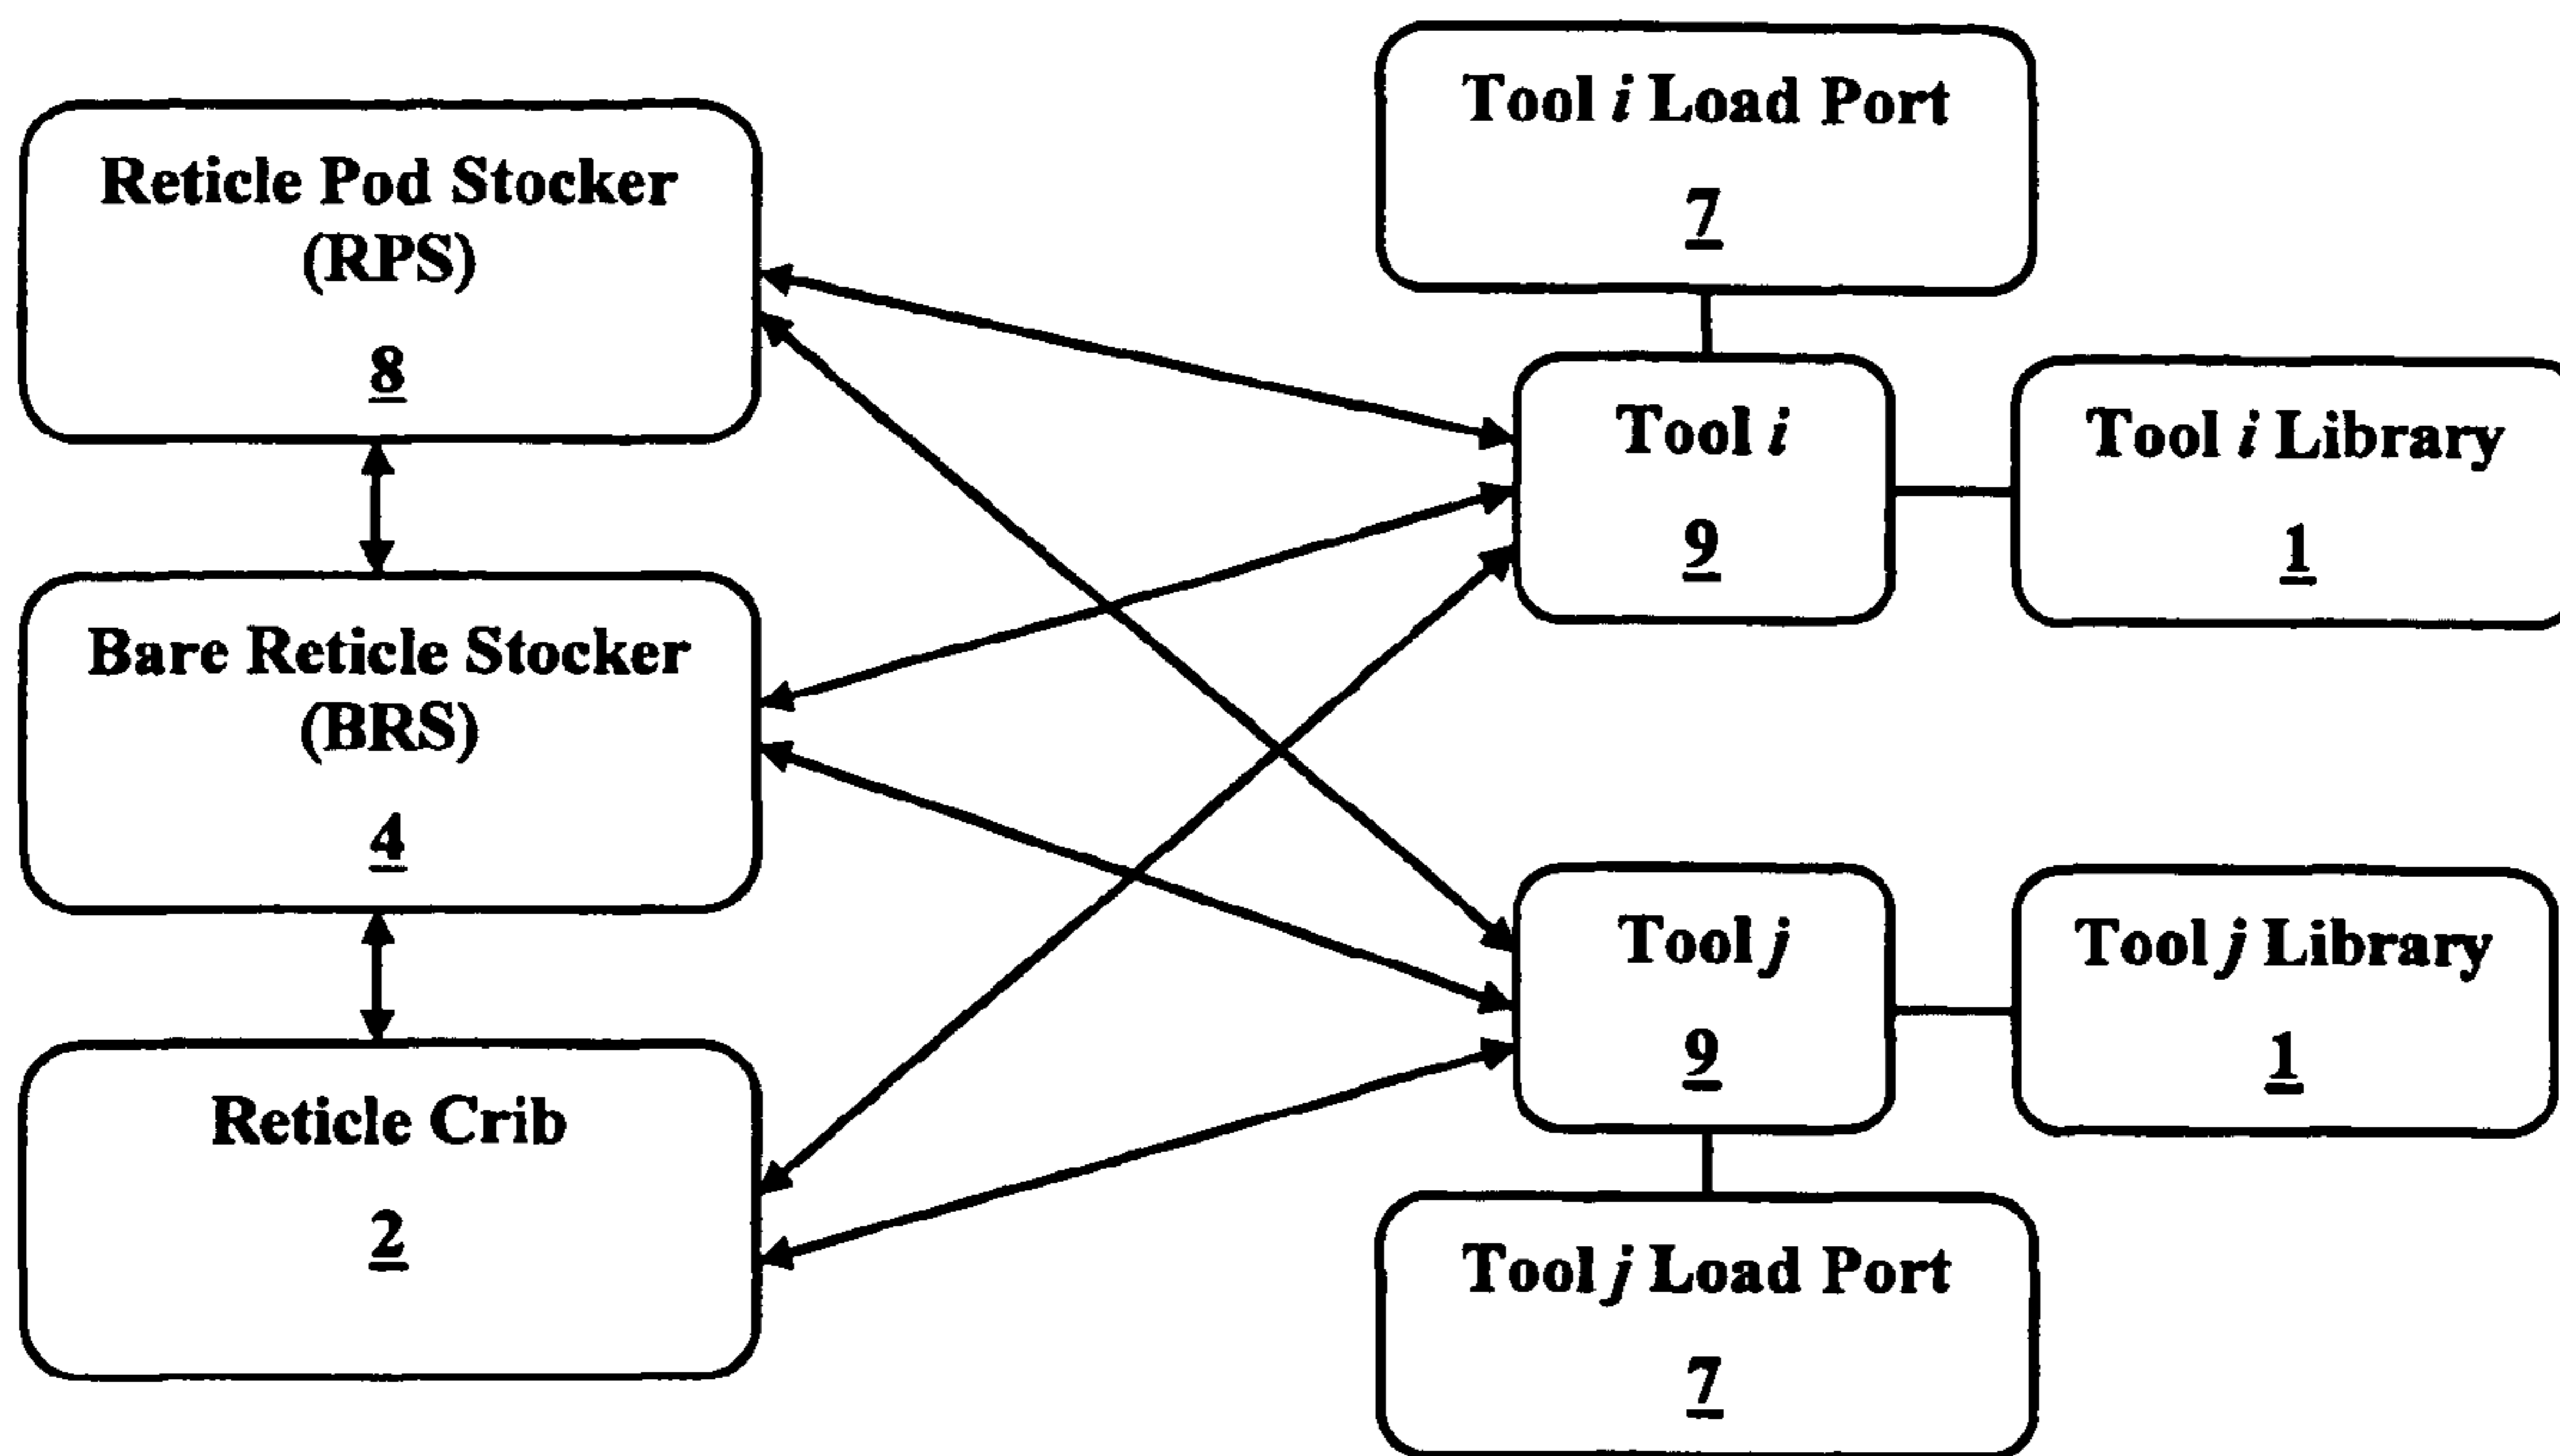 Reticle Pod Stocker
(RPS)
8
Bare Reticle Stocker
(BRS)
4
Reticle Crib
2
Tool i Load Port
7
Tool i
9
Tool i Library
1
Tool j
9
Tool j Library
1
Tool j Load Port
7